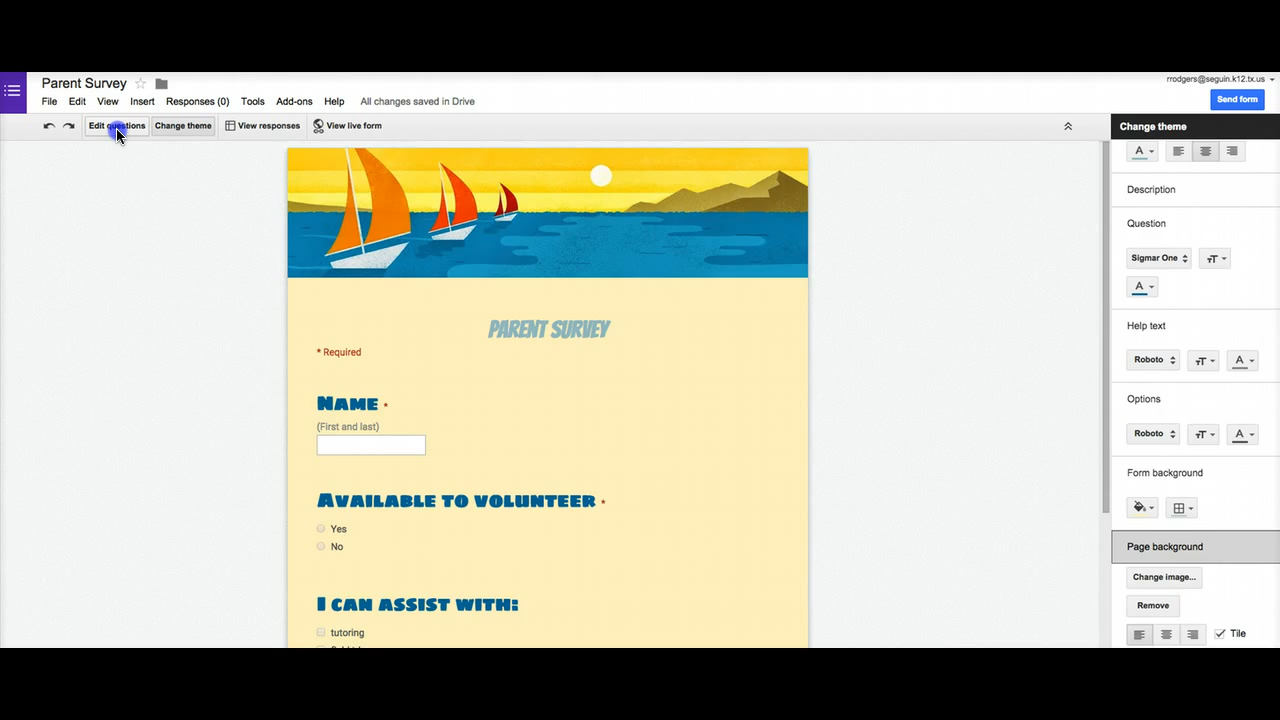 Parent Survey
rrodgers@seguin.k12.tx.us
File Edit View Insert Responses (0) Tools Add-ons Help All changes saved in Drive
Send form
Edit questions Change theme View responses View live form
Change theme
A
Description
Question
Sigmar One TT
A
Help text
Roboto TT A
Options
Roboto TT A
Form background
Page background
Change image...
Remove
Tile
PARENT SURVEY
* Required
NAME *
(First and last)
AVAILABLE TO VOLUNTEER *
Yes
No
I CAN ASSIST WITH:
tutoring